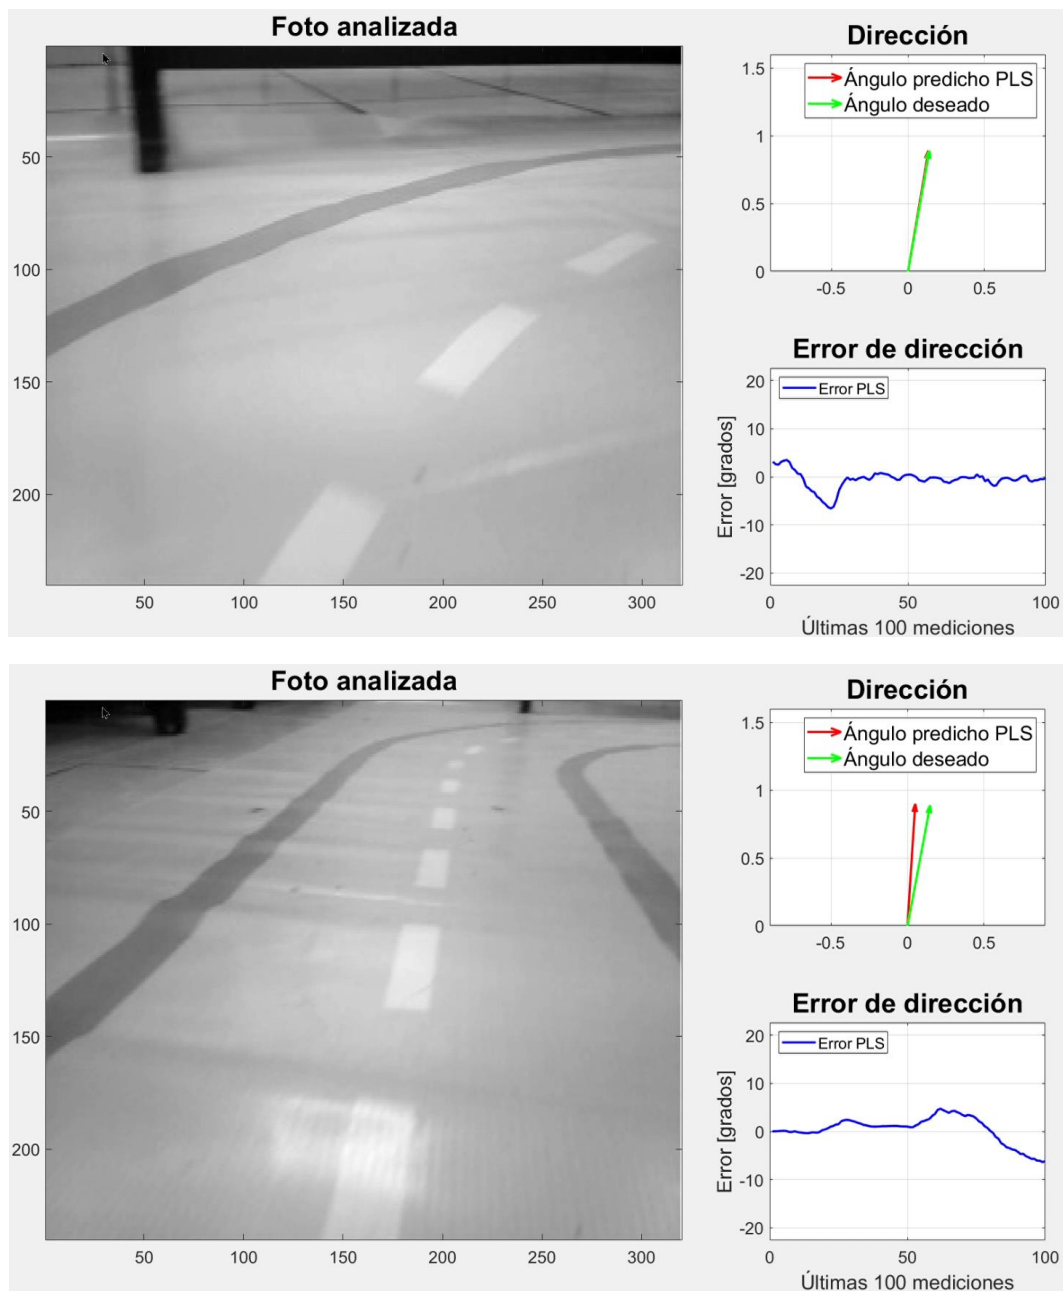 Foto analizada
50
100
150
200
50 100 150 200 250 300
Dirección
Ángulo predicho PLS
Ángulo deseado
1.5
1
0.5
0
-0.5 0 0.5
Error de dirección
Error PLS
Error [grados]
20
10
0
-10
-20
0 50 100
Últimas 100 mediciones
Foto analizada
50
100
150
200
50 100 150 200 250 300
Dirección
Ángulo predicho PLS
Ángulo deseado
1.5
1
0.5
0
-0.5 0 0.5
Error de dirección
Error PLS
Error [grados]
20
10
0
-10
-20
0 50 100
Últimas 100 mediciones